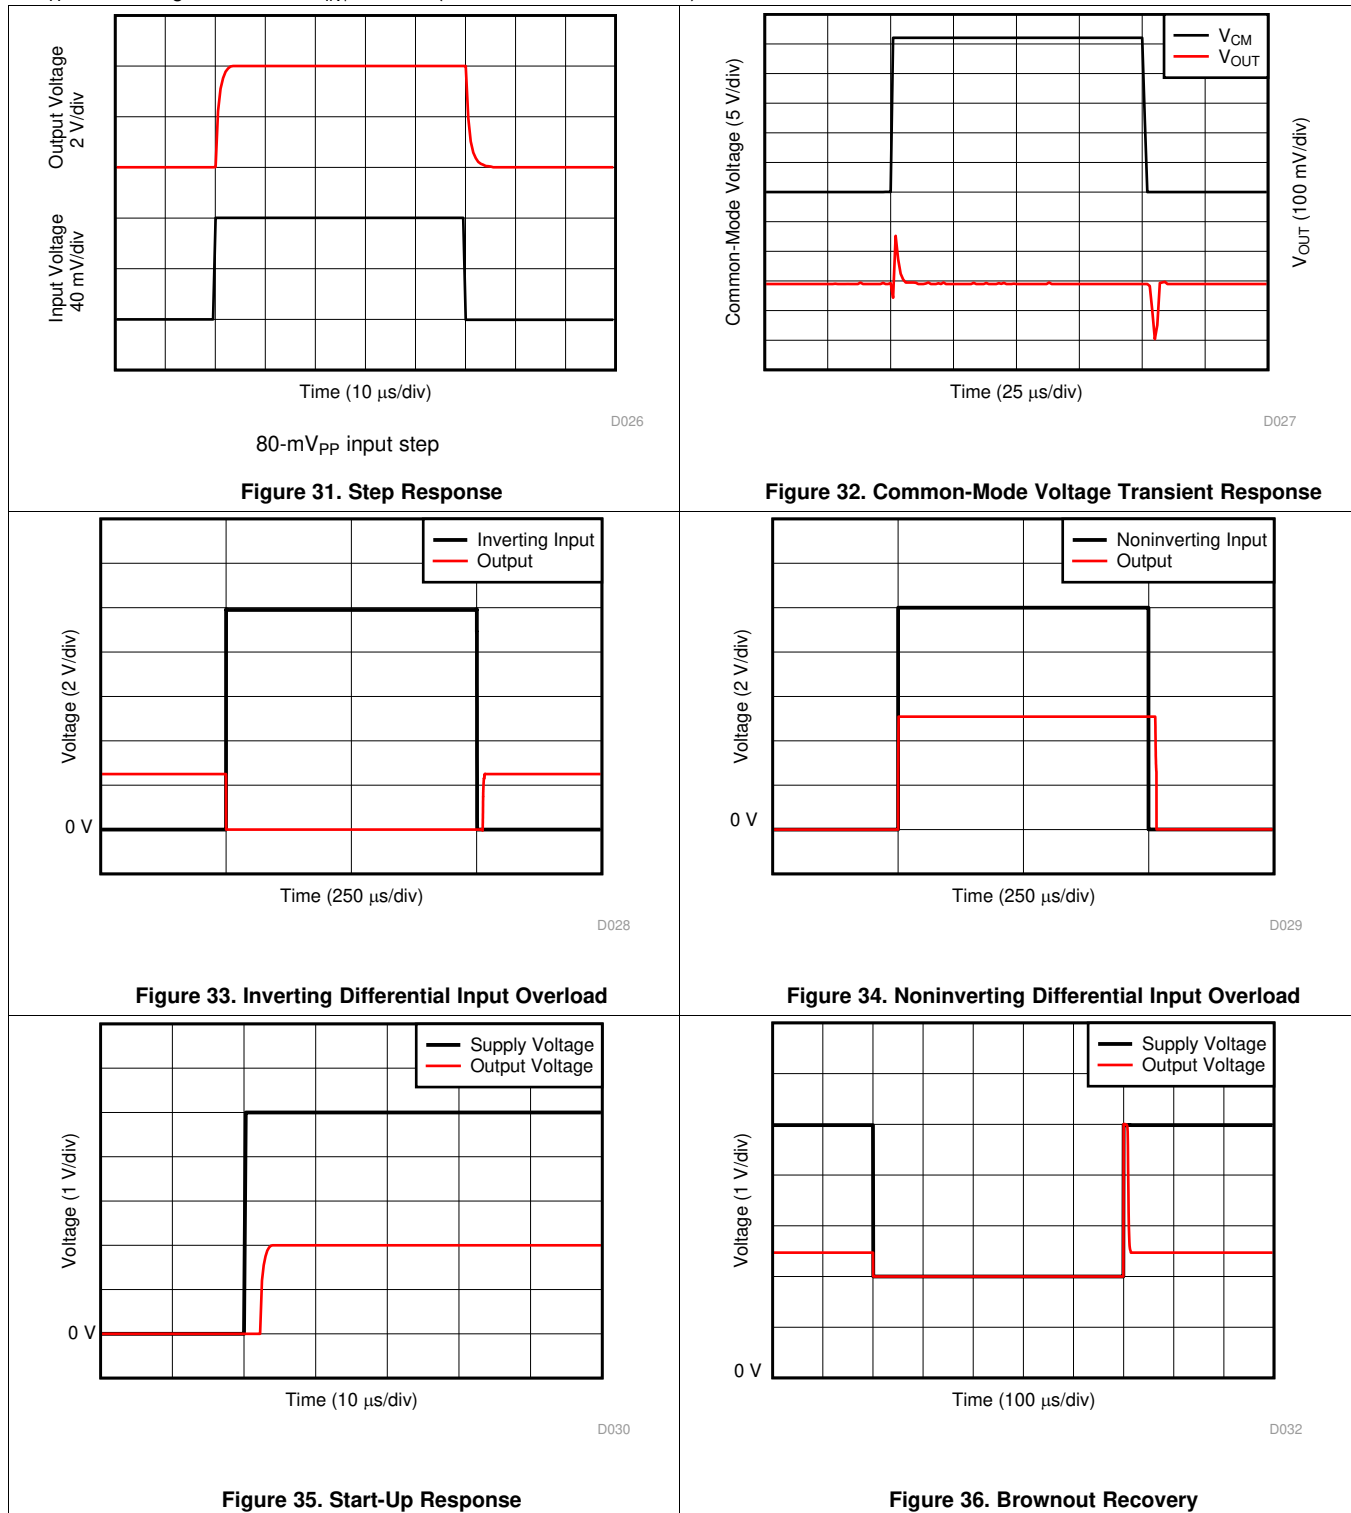 Output Voltage
2 V/div
Input Voltage
40 mV/div
Time (10 μs/div)
D026
80-mVPP input step
Figure 31. Step Response
VCM
VOUT
Common-Mode Voltage (5 V/div)
VOUT (100 mV/div)
Time (25 μs/div)
D027
Figure 32. Common-Mode Voltage Transient Response
Inverting Input
Output
Voltage (2 V/div)
0 V
Time (250 μs/div)
D028
Figure 33. Inverting Differential Input Overload
Noninverting Input
Output
Voltage (2 V/div)
0 V
Time (250 μs/div)
D029
Figure 34. Noninverting Differential Input Overload
Supply Voltage
Output Voltage
Voltage (1 V/div)
0 V
Time (10 μs/div)
D030
Figure 35. Start-Up Response
Supply Voltage
Output Voltage
Voltage (1 V/div)
0 V
Time (100 μs/div)
D032
Figure 36. Brownout Recovery